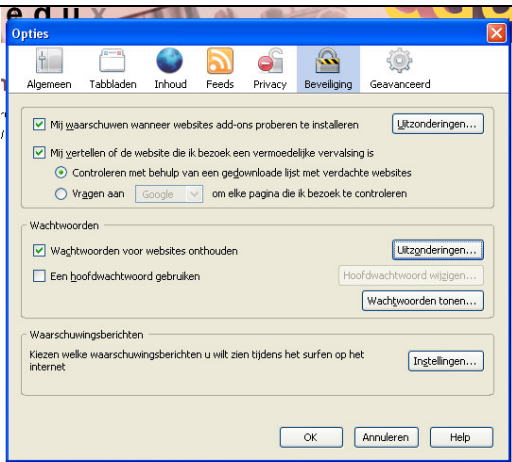 edux
Opties
Algemeen Tabbladen Inhoud Feeds Privacy Beveiliging Geavanceerd
Mij waarschuwen wanneer websites add-ons proberen te installeren Uitzonderingen...
Mij vertellen of de website die ik bezoek een vermoedelijke vervalsing is
Controleren met behulp van een gedownloade lijst met verdachte websites
Vragen aan Google om elke pagina die ik bezoek te controleren
Wachtwoorden
Wachtwoorden voor websites onthouden Uitzonderingen...
Een hoofdwachtwoord gebruiken Hoofdwachtwoord wijzigen...
Wachtwoorden tonen...
Waarschuwingsberichten
Kiezen welke waarschuwingsberichten u wilt zien tijdens het surfen op het
internet Instellingen...
OK Annuleren Help